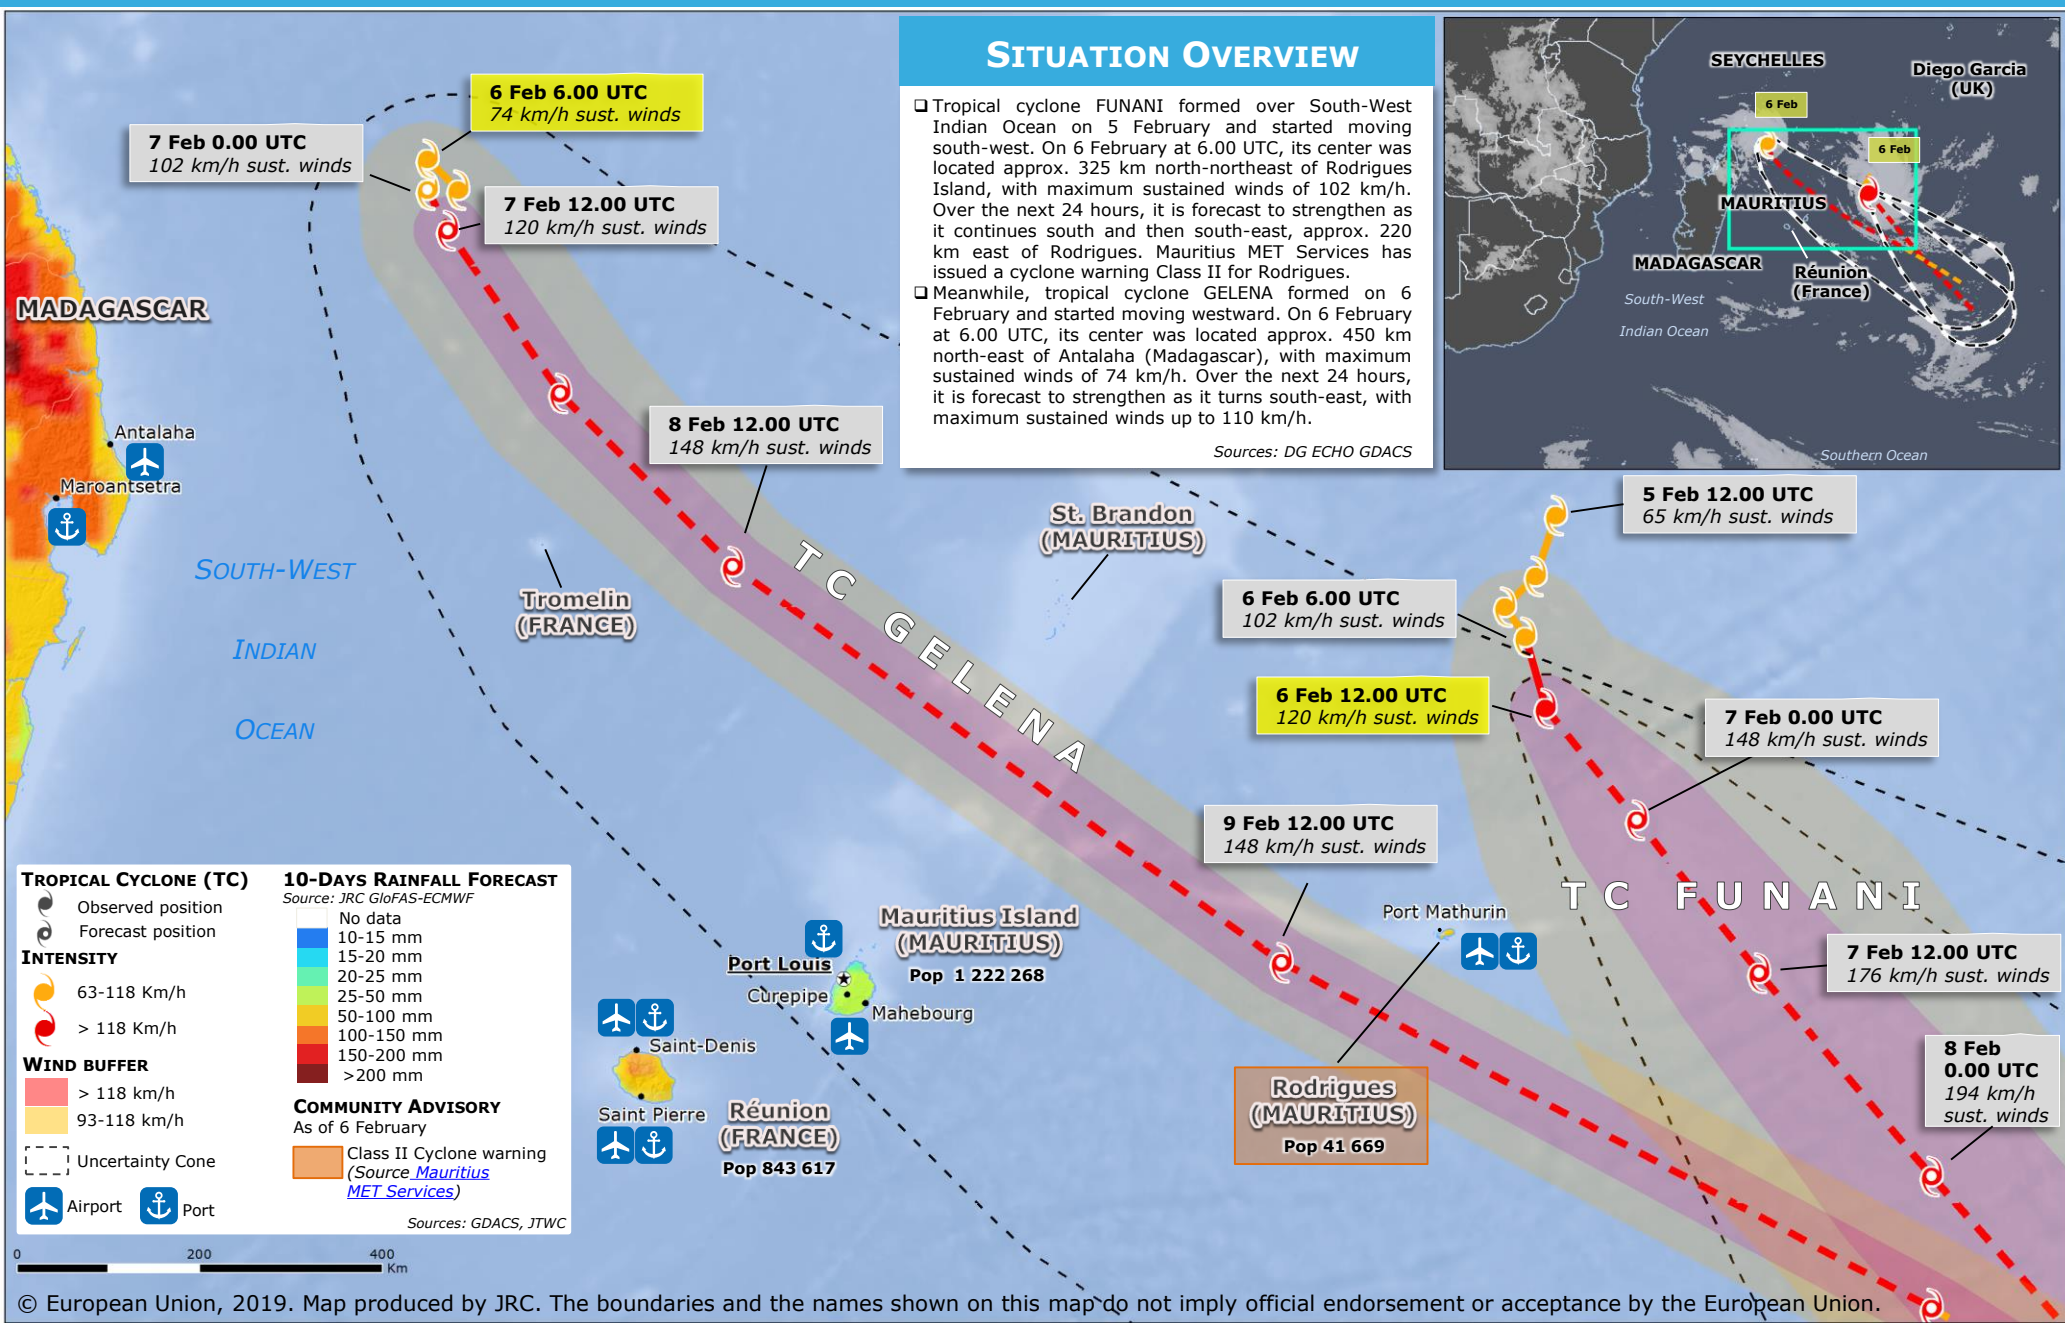 SITUATION OVERVIEW
❑ Tropical cyclone FUNANI formed over South-West
Indian Ocean on 5 February and started moving
south-west. On 6 February at 6.00 UTC, its center was
located approx. 325 km north-northeast of Rodrigues
Island, with maximum sustained winds of 102 km/h.
Over the next 24 hours, it is forecast to strengthen as
it continues south and then south-east, approx. 220
km east of Rodrigues. Mauritius MET Services has
issued a cyclone warning Class II for Rodrigues.
❑ Meanwhile, tropical cyclone GELENA formed on 6
February and started moving westward. On 6 February
at 6.00 UTC, its center was located approx. 450 km
north-east of Antalaha (Madagascar), with maximum
sustained winds of 74 km/h. Over the next 24 hours,
it is forecast to strengthen as it turns south-east, with
maximum sustained winds up to 110 km/h.
Sources: DG ECHO GDACS
SEYCHELLES
Diego Garcia
(UK)
6 Feb
6 Feb
MAURITIUS
MADAGASCAR
Réunion
(France)
South-West
Indian Ocean
Southern Ocean
6 Feb 6.00 UTC
74 km/h sust. winds
7 Feb 0.00 UTC
102 km/h sust. winds
7 Feb 12.00 UTC
120 km/h sust. winds
MADAGASCAR
8 Feb 12.00 UTC
148 km/h sust. winds
Antalaha
Maroantsetra
5 Feb 12.00 UTC
65 km/h sust. winds
St. Brandon
(MAURITIUS)
SOUTH-WEST
INDIAN
OCEAN
Tromelin
(FRANCE)
TC GELENA
6 Feb 6.00 UTC
102 km/h sust. winds
6 Feb 12.00 UTC
120 km/h sust. winds
7 Feb 0.00 UTC
148 km/h sust. winds
9 Feb 12.00 UTC
148 km/h sust. winds
TC FUNANI
Port Mathurin
7 Feb 12.00 UTC
176 km/h sust. winds
8 Feb
0.00 UTC
194 km/h
sust. winds
Mauritius Island
(MAURITIUS)
Pop 1 222 268
Port Louis
Curepipe
Mahebourg
Saint-Denis
Saint Pierre
Réunion
(FRANCE)
Pop 843 617
Rodrigues
(MAURITIUS)
Pop 41 669
TROPICAL CYCLONE (TC)
Observed position
Forecast position
INTENSITY
63-118 Km/h
> 118 Km/h
WIND BUFFER
> 118 km/h
93-118 km/h
Uncertainty Cone
Airport
Port
10-DAYS RAINFALL FORECAST
Source: JRC GloFAS-ECMWF
No data
10-15 mm
15-20 mm
20-25 mm
25-50 mm
50-100 mm
100-150 mm
150-200 mm
>200 mm
COMMUNITY ADVISORY
As of 6 February
Class II Cyclone warning
(Source Mauritius
MET Services)
Sources: GDACS, JTWC
0 200 400
Km
© European Union, 2019. Map produced by JRC. The boundaries and the names shown on this map do not imply official endorsement or acceptance by the European Union.